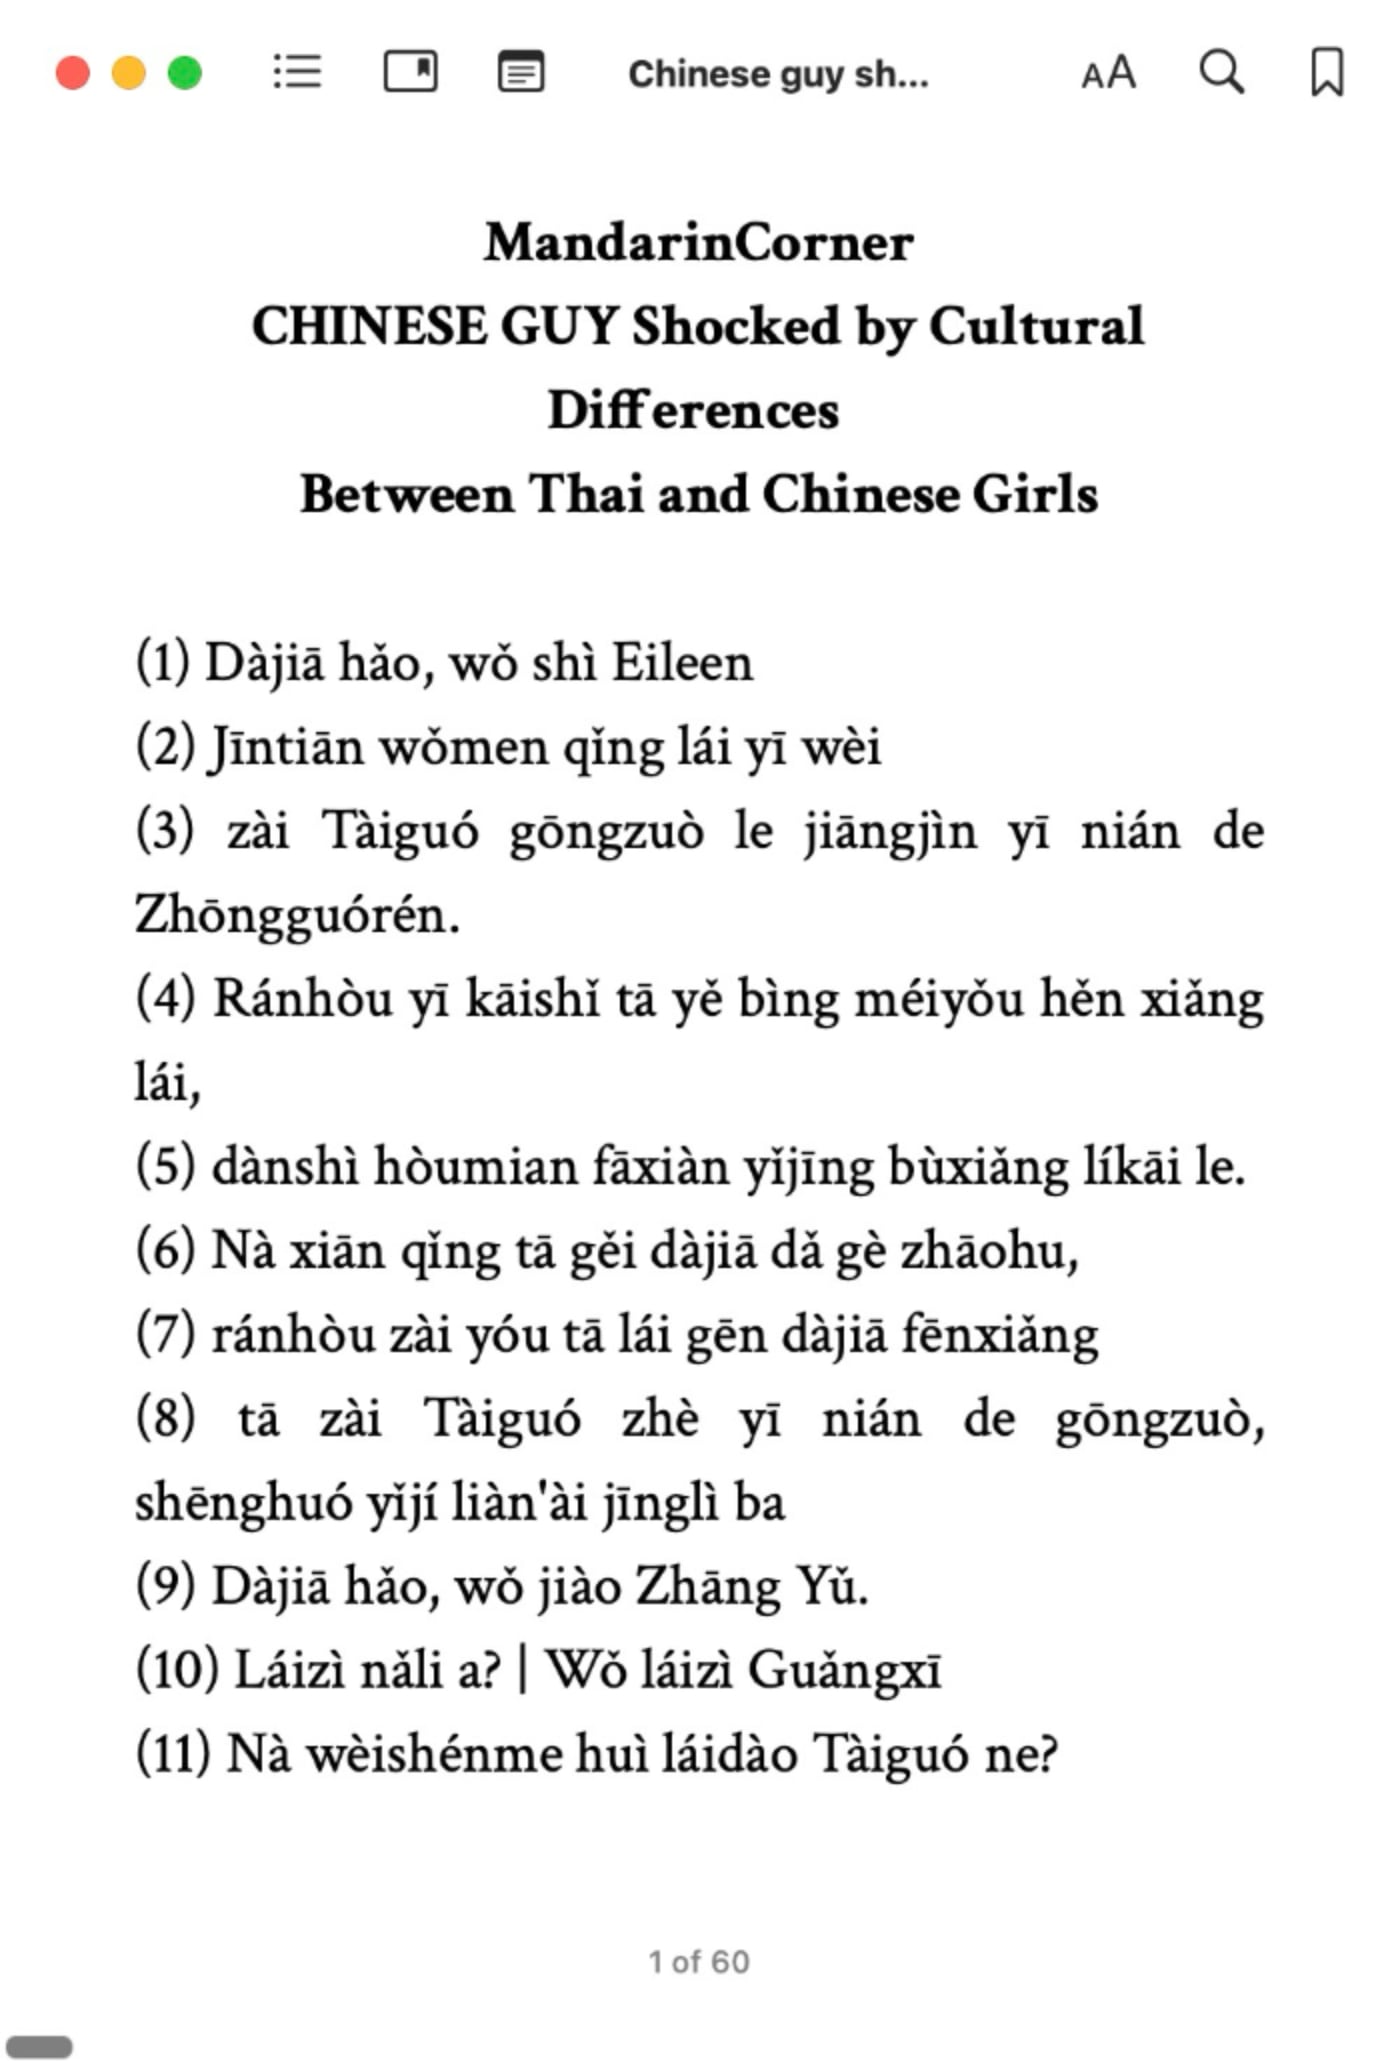 Chinese guy sh...
AA
MandarinCorner
CHINESE GUY Shocked by Cultural
Differences
Between Thai and Chinese Girls
(1) Dàjiā hǎo, wǒ shì Eileen
(2) Jīntiān wǒmen qǐng lái yī wèi
(3) zài Tàiguó gōngzuò le jiāngjìn yī nián de
Zhōngguórén.
(4) Ránhòu yī kāishǐ tā yě bìng méiyǒu hěn xiǎng
lái,
(5) dànshì hòumian fāxiàn yǐjīng bùxiǎng líkāi le.
(6) Nà xiān qǐng tā gěi dàjiā dǎ gè zhāohu,
(7) ránhòu zài yóu tā lái gēn dàjiā fēnxiǎng
(8) tā zài Tàiguó zhè yī nián de gōngzuò,
shēnghuó yǐjí liàn'ài jīnglì ba
(9) Dàjiā hǎo, wǒ jiào Zhāng Yǔ.
(10) Láizì nǎli a? | Wǒ láizì Guǎngxī
(11) Nà wèishénme huì láidào Tàiguó ne?
1 of 60